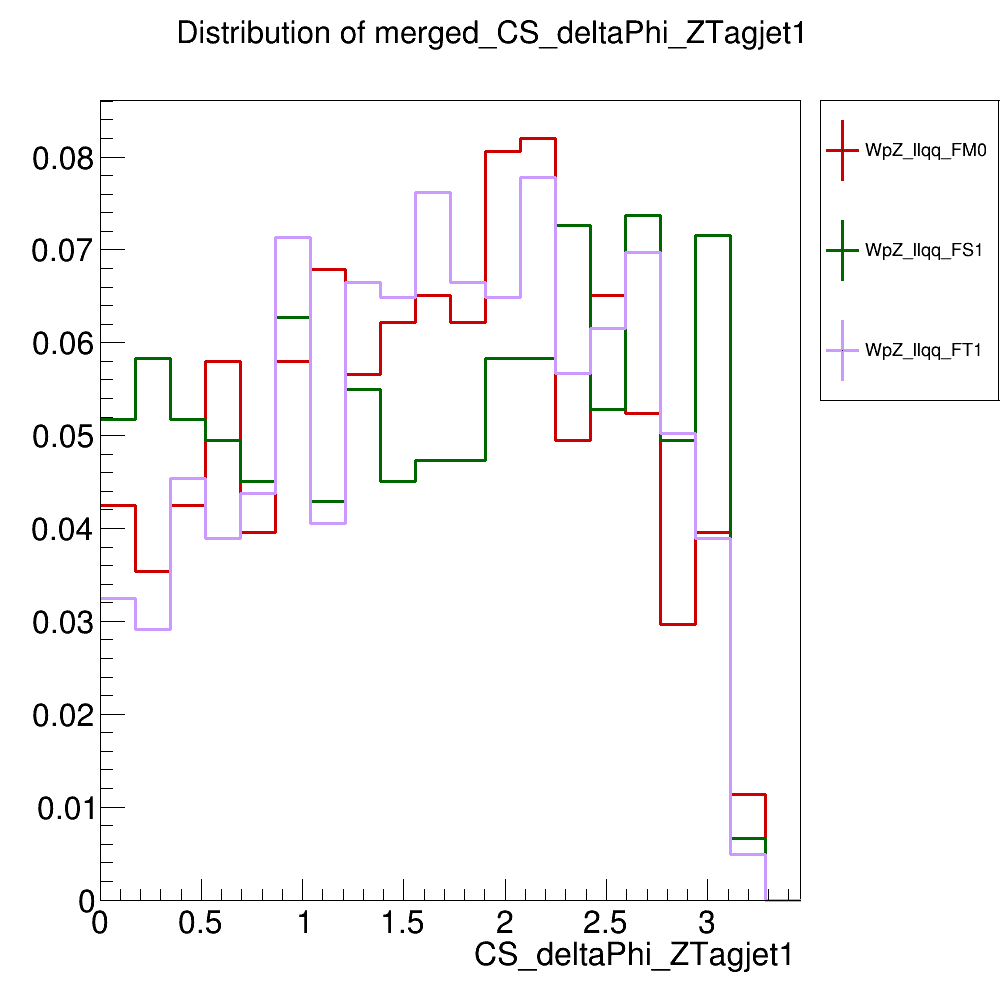 Distribution of merged_CS_deltaPhi_ZTagjet1
0.08
0.07
0.06
0.05
0.04
0.03
0.02
0.01
0
0 0.5 1 1.5 2 2.5 3
CS_deltaPhi_ZTagjet1
WpZ_llqq_FM0
WpZ_llqq_FS1
WpZ_llqq_FT1